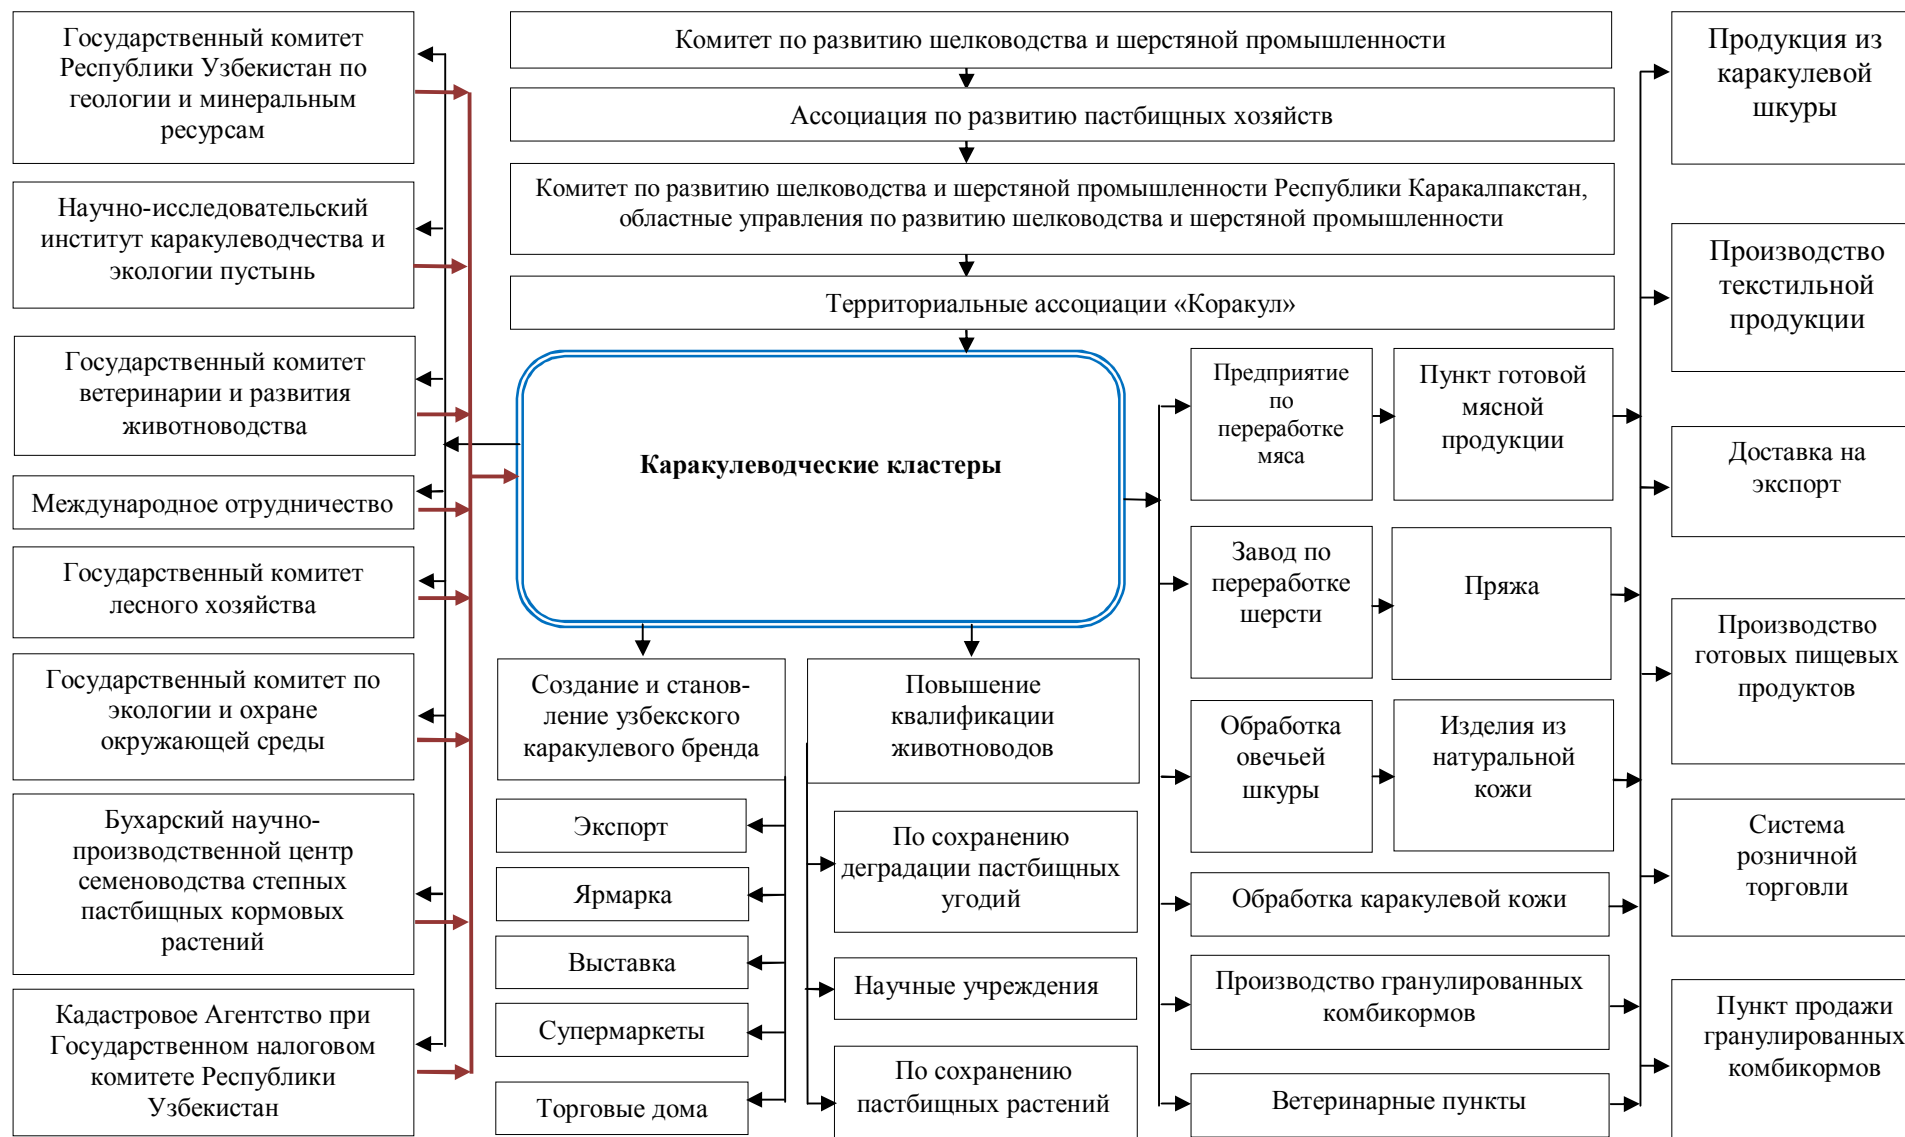 Государственный комитет
Республики Узбекистан по
геологии и минеральным
ресурсам
Научно-исследовательский
институт каракулеводчества и
экологии пустынь
Государственный комитет
ветеринарии и развития
животноводства
Международное отрудничество
Государственный комитет
лесного хозяйства
Государственный комитет по
экологии и охране
окружающей среды
Бухарский научно-
производственной центр
семеноводства степных
пастбищных кормовых
растений
Кадастровое Агентство при
Государственном налоговом
комитете Республики
Узбекистан
Комитет по развитию шелководства и шерстяной промышленности
Ассоциация по развитию пастбищных хозяйств
Комитет по развитию шелководства и шерстяной промышленности Республики Каракалпакстан,
областные управления по развитию шелководства и шерстяной промышленности
Территориальные ассоциации «Коракул»
Каракулеводческие кластеры
Создание и станов-
ление узбекского
каракулевого бренда
Экспорт
Ярмарка
Выставка
Супермаркеты
Торговые дома
Повышение
квалификации
животноводов
По сохранению
деградации пастбищных
угодий
Научные учреждения
По сохранению
пастбищных растений
Предприятие
по
переработке
мяса
Пункт готовой
мясной
продукции
Завод по
переработке
шерсти
Пряжа
Обработка
овечьей
шкуры
Изделия из
натуральной
кожи
Обработка каракулевой кожи
Производство гранулированных
комбикормов
Ветеринарные пункты
Продукция из
каракулевой
шкуры
Производство
текстильной
продукции
Доставка на
экспорт
Производство
готовых пищевых
продуктов
Система
розничной
торговли
Пункт продажи
гранулированных
комбикормов